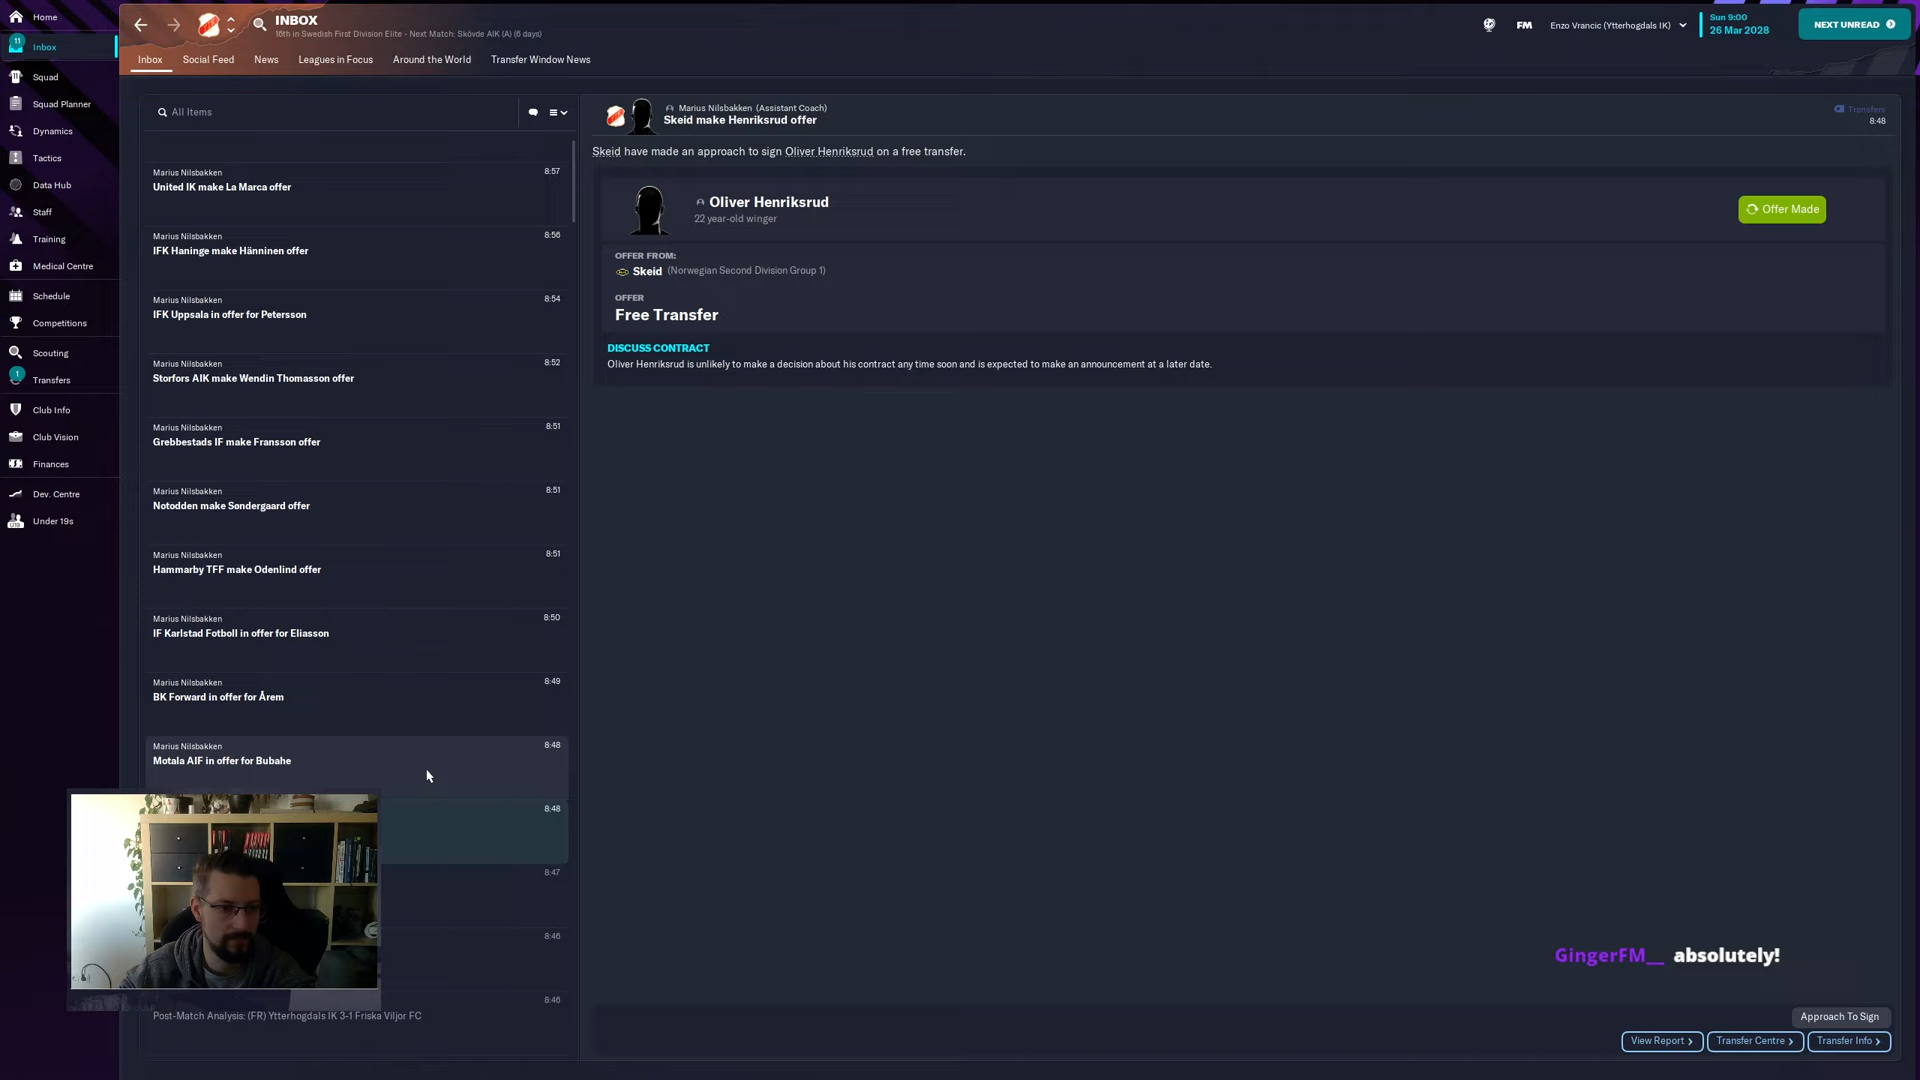 Home
11
Inbox
Squad
Squad Planner
Dynamics
Tactics
Data Hub
Staff
Training
Medical Centre
Schedule
Competitions
Scouting
1
Transfers
Club Info
Club Vision
Finances
Dev. Centre
Under 19s
INBOX
16th in Swedish First Division Elite - Next Match: Skövde AIK (A) (6 days)
FM
Enzo Vrancic (Ytterhogdals IK)
Sun 9:00
26 Mar 2028
NEXT UNREAD
Inbox
Social Feed
News
Leagues in Focus
Around the World
Transfer Window News
All Items
Marius Nilsbakken 8:57
United IK make La Marca offer
Marius Nilsbakken 8:56
IFK Haninge make Hänninen offer
Marius Nilsbakken 8:54
IFK Uppsala in offer for Petersson
Marius Nilsbakken 8:52
Storfors AIK make Wendin Thomasson offer
Marius Nilsbakken 8:51
Grebbestads IF make Fransson offer
Marius Nilsbakken 8:51
Notodden make Søndergaard offer
Marius Nilsbakken 8:51
Hammarby TFF make Odenlind offer
Marius Nilsbakken 8:50
IF Karlstad Fotboll in offer for Eliasson
Marius Nilsbakken 8:49
BK Forward in offer for Årem
Marius Nilsbakken 8:48
Motala AIF in offer for Bubahe
8:48
8:47
8:46
8:46
Post-Match Analysis: (FR) Ytterhogdals IK 3-1 Friska Viljor FC
Marius Nilsbakken (Assistant Coach)
Skeid make Henriksrud offer
Transfers
8:48
Skeid have made an approach to sign Oliver Henriksrud on a free transfer.
Oliver Henriksrud
22 year-old winger
Offer Made
OFFER FROM:
Skeid (Norwegian Second Division Group 1)
OFFER
Free Transfer
DISCUSS CONTRACT
Oliver Henriksrud is unlikely to make a decision about his contract any time soon and is expected to make an announcement at a later date.
GingerFM__ absolutely!
Approach To Sign
View Report
Transfer Centre
Transfer Info